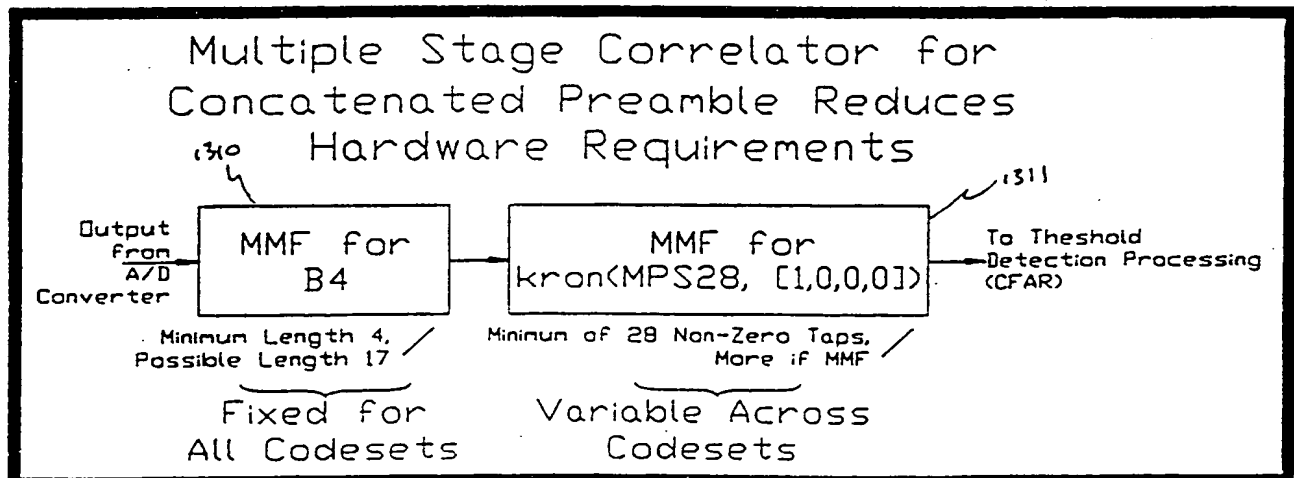 Multiple Stage Correlator for
Concatenated Preamble Reduces
Hardware Requirements
1310
1311
Output
from
A/D
Converter
MMF for
B4
MMF for
kron(MPS28, [1,0,0,0])
To Theshold
Detection Processing
(CFAR)
Minimum Length 4,
Possible Length 17
Minimum of 28 Non-Zero Taps,
More if MMF
Fixed for
All Codesets
Variable Across
Codesets